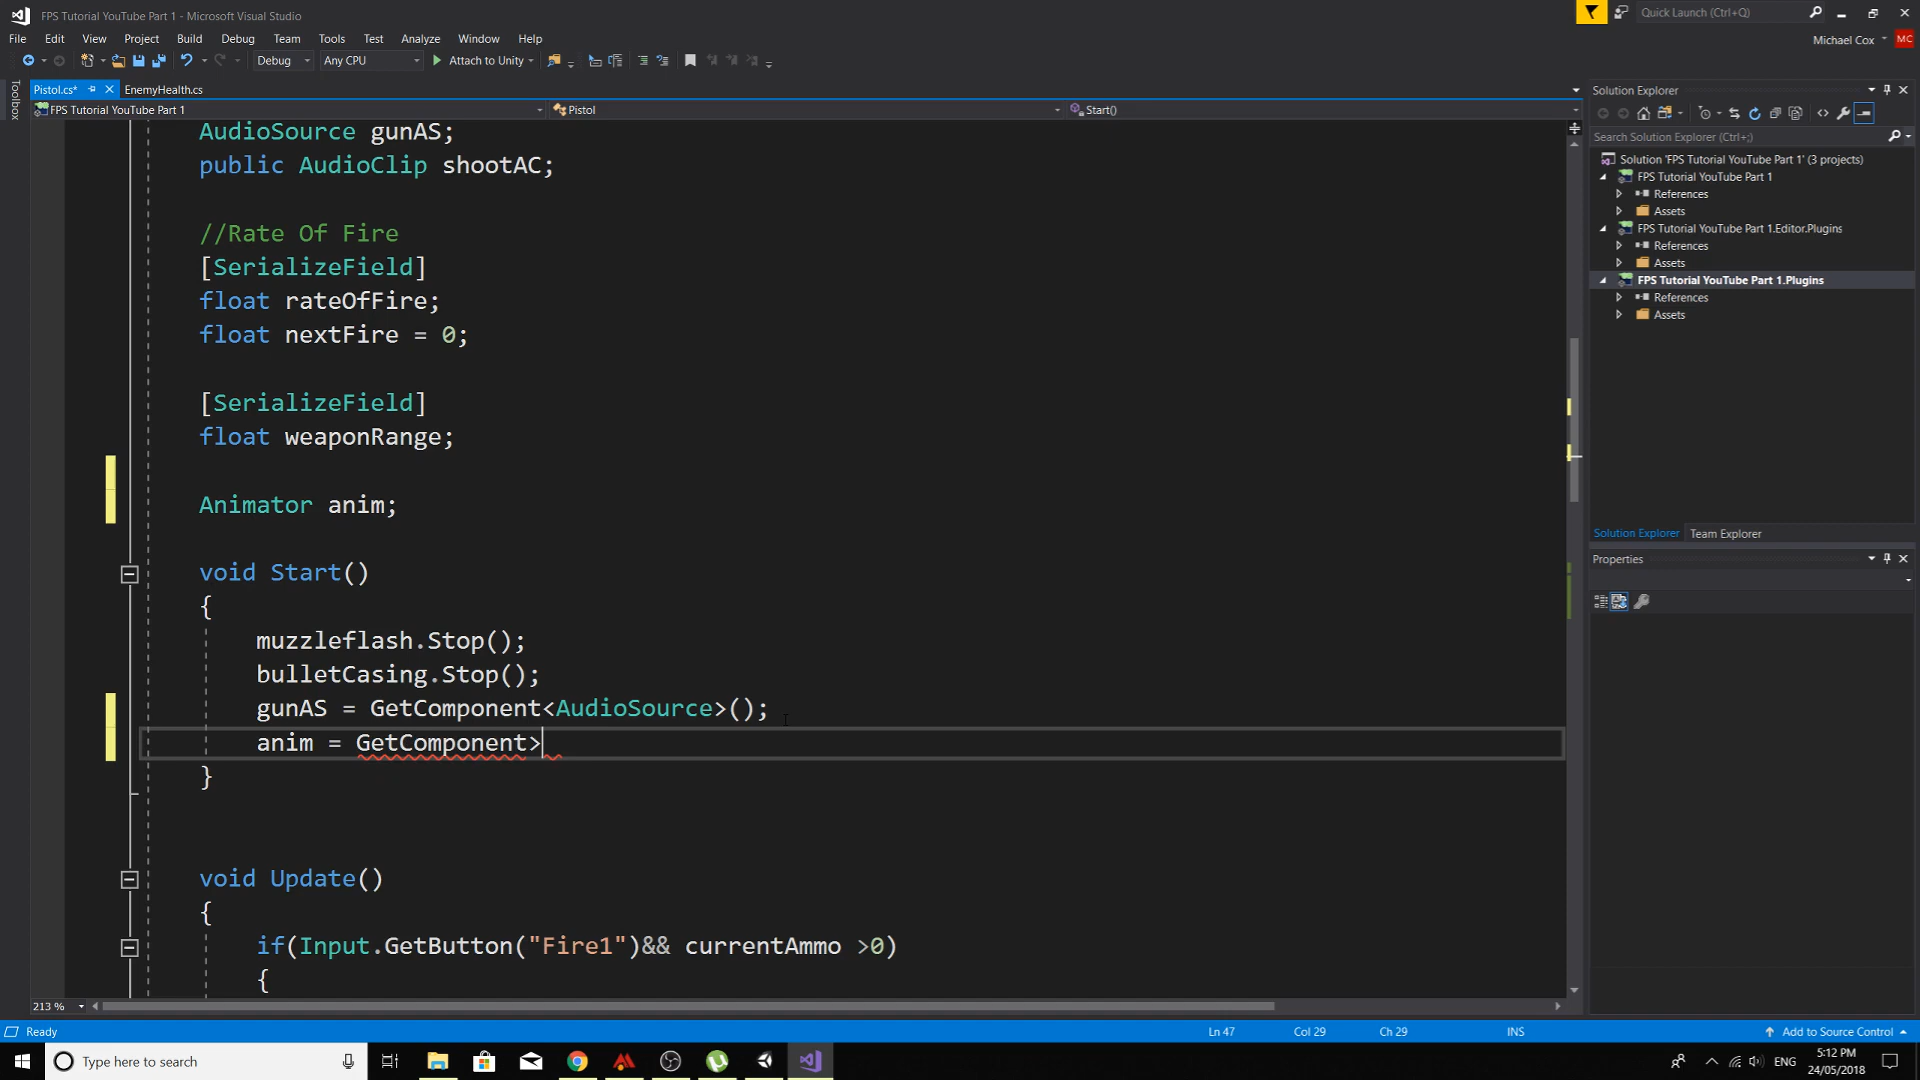 FPS Tutorial YouTube Part 1 - Microsoft Visual Studio
Quick Launch (Ctrl+Q)
File Edit View Project Build Debug Team Tools Test Analyze Window Help
Michael Cox MC
Debug Any CPU Attach to Unity
Toolbox
Pistol.cs* EnemyHealth.cs
FPS Tutorial YouTube Part 1 Pistol Start()
AudioSource gunAS;
public AudioClip shootAC;
//Rate Of Fire
[SerializeField]
float rateOfFire;
float nextFire = 0;
[SerializeField]
float weaponRange;
Animator anim;
void Start()
{
muzzleflash.Stop();
bulletCasing.Stop();
gunAS = GetComponent<AudioSource>();
anim = GetComponent>
}
void Update()
{
if(Input.GetButton("Fire1")&& currentAmmo >0)
{
213 %
Solution Explorer
Search Solution Explorer (Ctrl+;)
Solution 'FPS Tutorial YouTube Part 1' (3 projects)
FPS Tutorial YouTube Part 1
References
Assets
FPS Tutorial YouTube Part 1.Editor.Plugins
References
Assets
FPS Tutorial YouTube Part 1.Plugins
References
Assets
Solution Explorer Team Explorer
Properties
Ready Ln 47 Col 29 Ch 29 INS Add to Source Control
Type here to search
ENG
5:12 PM
24/05/2018